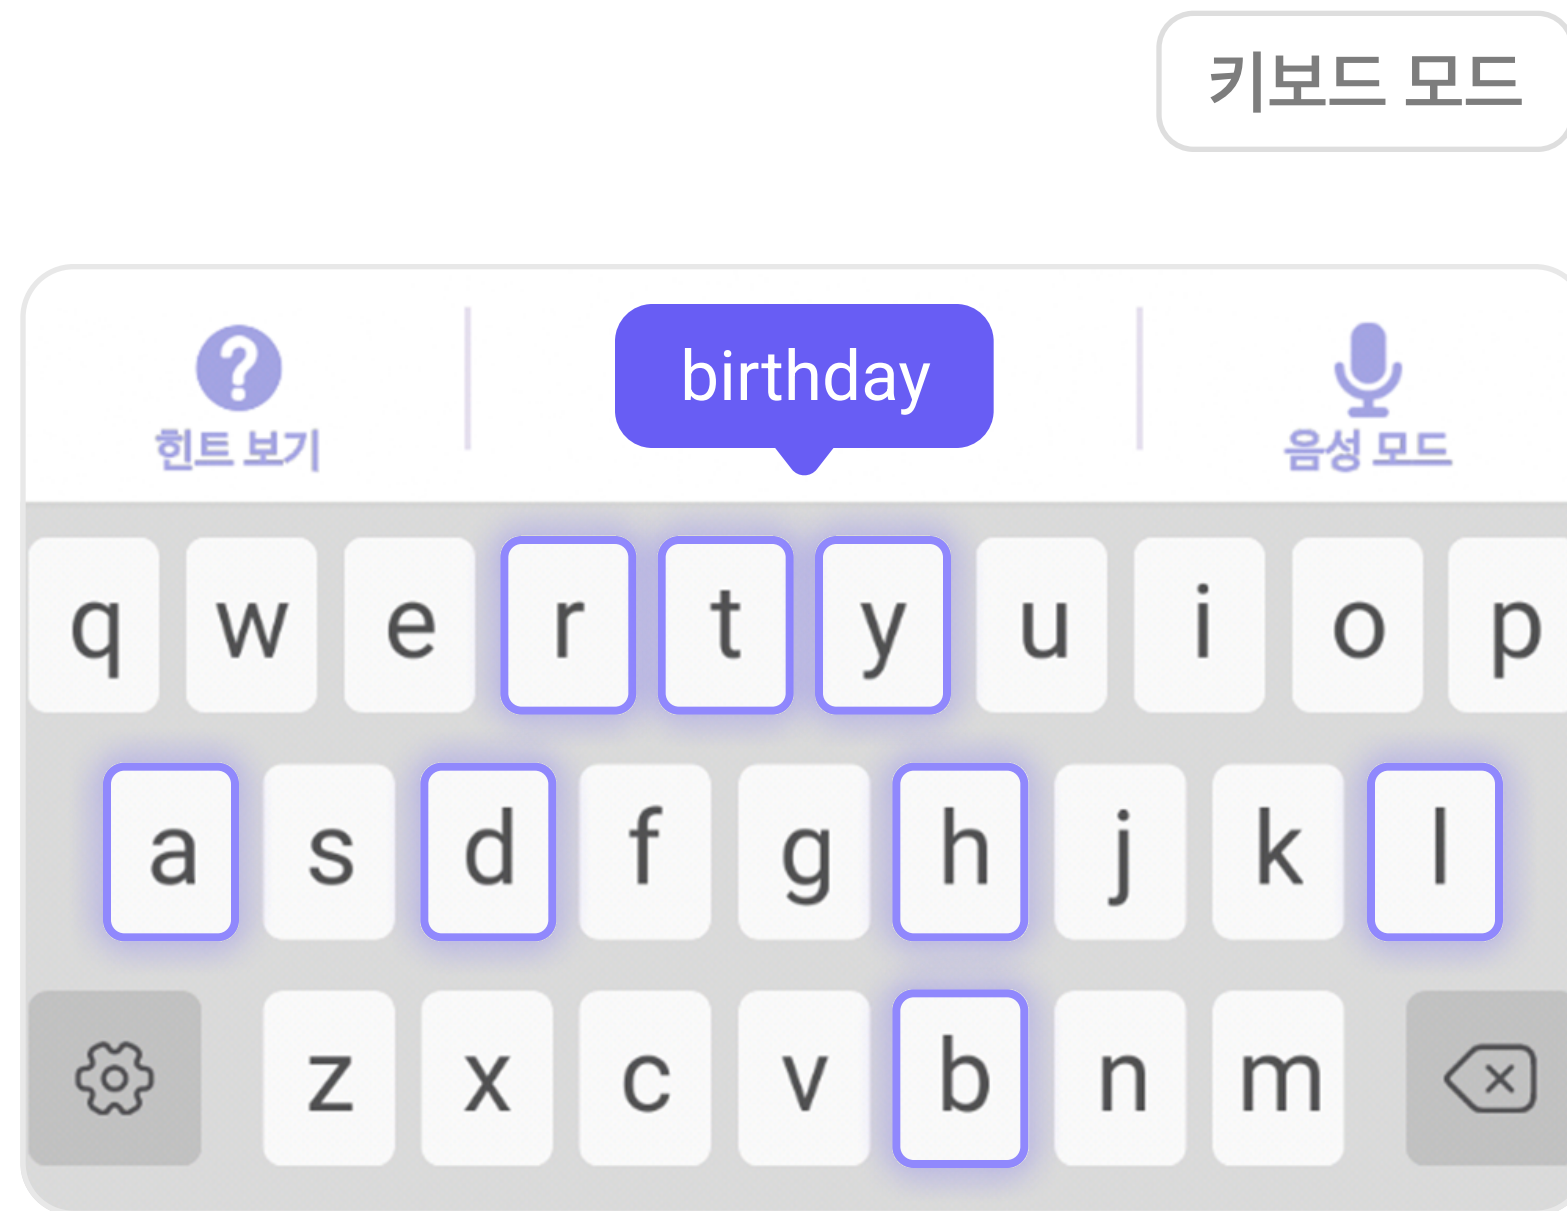 키보드 모드
힌트 보기
birthday
음성 모드
q w e r t y u i o p
a s d f g h j k l
z x c v b n m